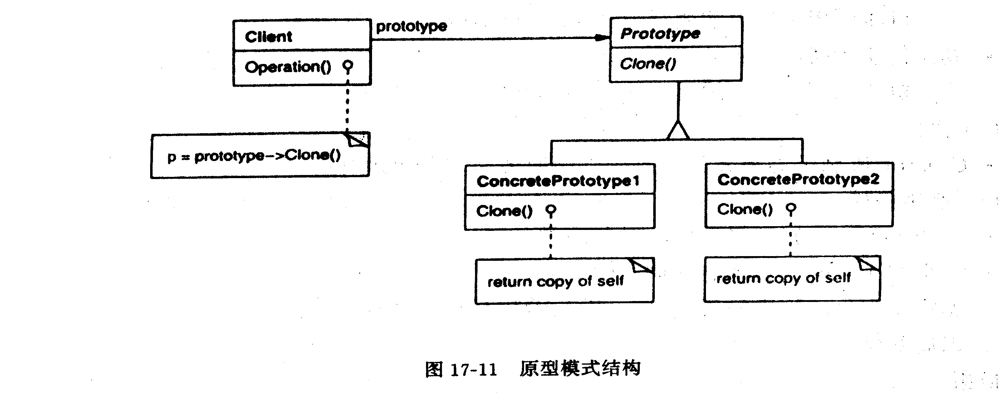 Client
prototype
Prototype
Operation()
Clone()
p = prototype->Clone()
ConcretePrototype1
ConcretePrototype2
Clone()
Clone()
return copy of self
return copy of self
图 17-11 原型模式结构